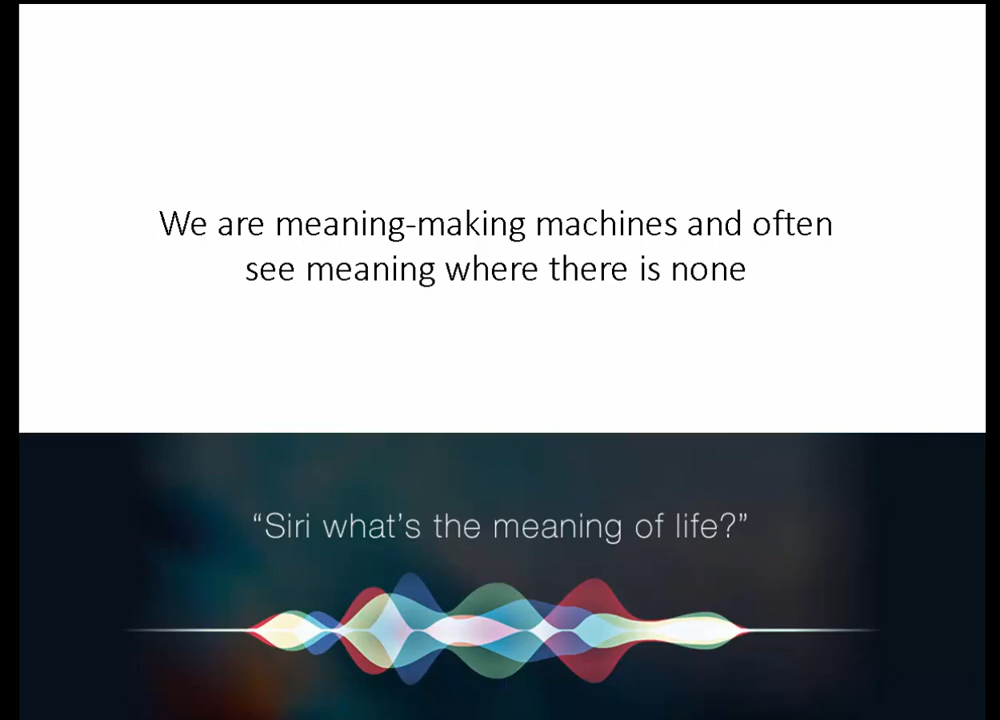 We are meaning-making machines and often
see meaning where there is none
“Siri what’s the meaning of life?”